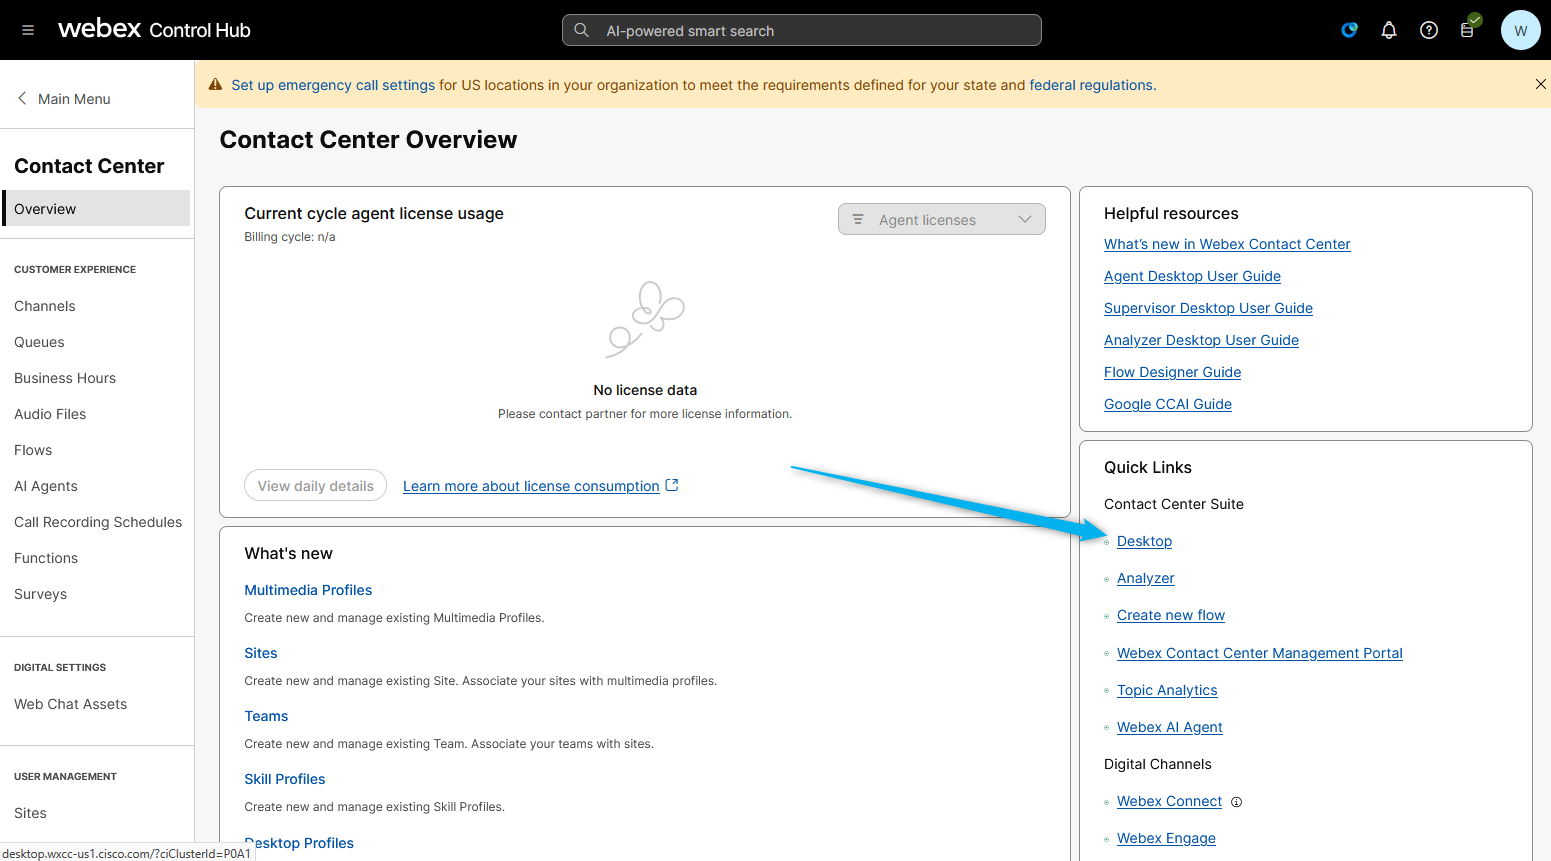 webex Control Hub
AI-powered smart search
W
Main Menu
Set up emergency call settings for US locations in your organization to meet the requirements defined for your state and federal regulations.
Contact Center
Overview
CUSTOMER EXPERIENCE
Channels
Queues
Business Hours
Audio Files
Flows
AI Agents
Call Recording Schedules
Functions
Surveys
DIGITAL SETTINGS
Web Chat Assets
USER MANAGEMENT
Sites
desktop.wxcc-us1.cisco.com/?ciClusterId=P0A1
Contact Center Overview
Current cycle agent license usage
Billing cycle: n/a
Agent licenses
No license data
Please contact partner for more license information.
View daily details
Learn more about license consumption
What's new
Multimedia Profiles
Create new and manage existing Multimedia Profiles.
Sites
Create new and manage existing Site. Associate your sites with multimedia profiles.
Teams
Create new and manage existing Team. Associate your teams with sites.
Skill Profiles
Create new and manage existing Skill Profiles.
Desktop Profiles
Helpful resources
What's new in Webex Contact Center
Agent Desktop User Guide
Supervisor Desktop User Guide
Analyzer Desktop User Guide
Flow Designer Guide
Google CCAI Guide
Quick Links
Contact Center Suite
Desktop
Analyzer
Create new flow
Webex Contact Center Management Portal
Topic Analytics
Webex AI Agent
Digital Channels
Webex Connect
Webex Engage